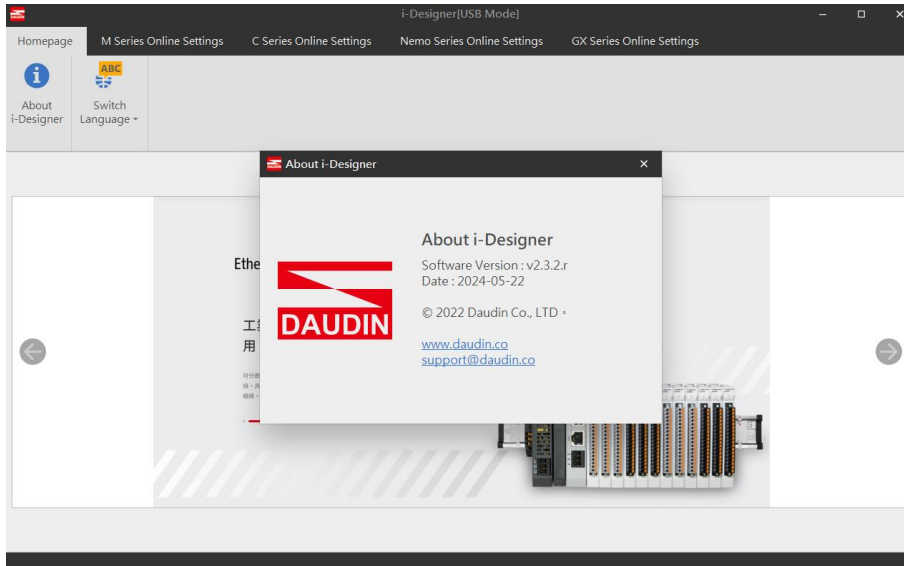 i-Designer[USB Mode]
Homepage
M Series Online Settings
C Series Online Settings
Nemo Series Online Settings
GX Series Online Settings
ABC
About
i-Designer
Switch
Language
About i-Designer
Ethe
工
用
DAUDIN
About i-Designer
Software Version : v2.3.2.r
Date : 2024-05-22
© 2022 Daudin Co., LTD。
www.daudin.co
support@daudin.co